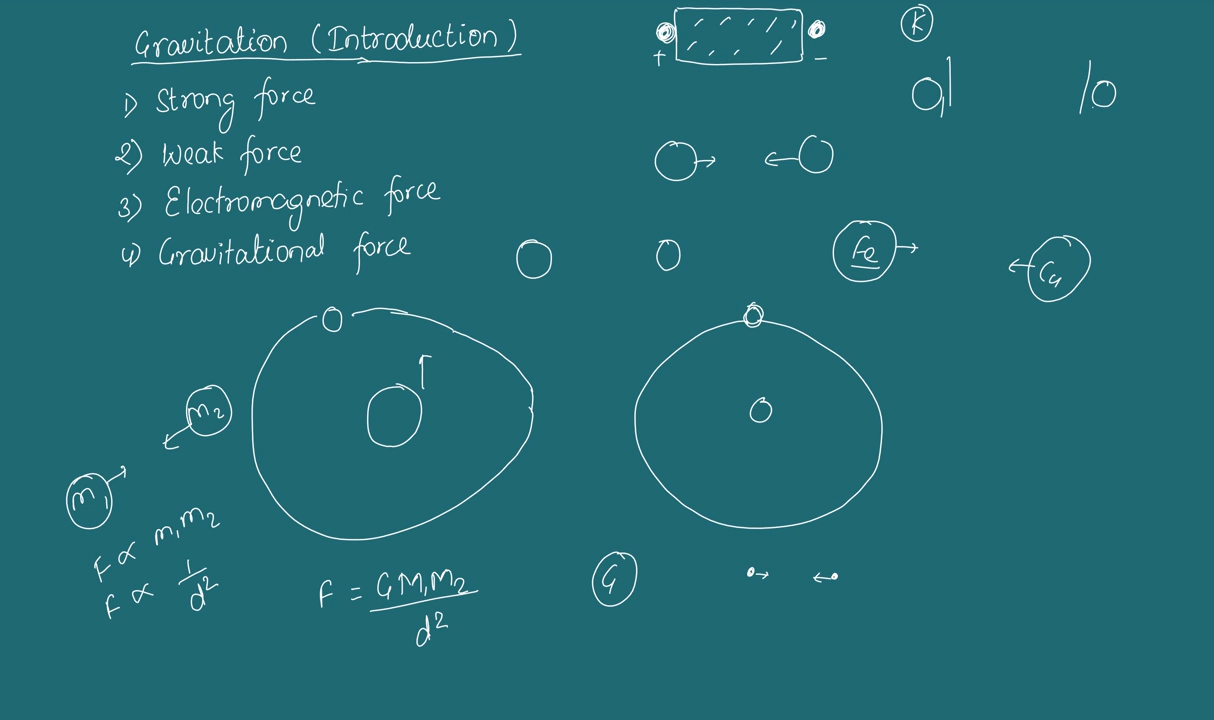 Gravitation (Introduction)
1) Strong force
2) Weak force
3) Electromagnetic force
4) Gravitational force
+ −
K
Fe
Cu
m2
m1
F ∝ m1m2
F ∝ 1/d²
F = GM1M2/d²
G